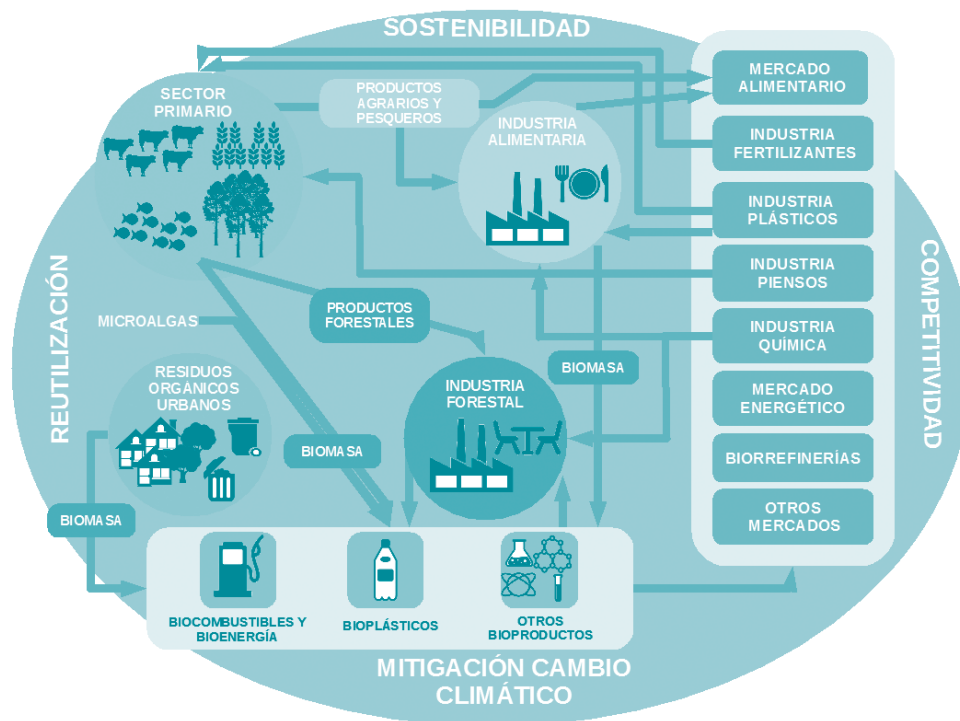 SOSTENIBILIDAD
SECTOR
PRIMARIO
PRODUCTOS
AGRARIOS Y
PESQUEROS
INDUSTRIA
ALIMENTARIA
MERCADO
ALIMENTARIO
INDUSTRIA
FERTILIZANTES
INDUSTRIA
PLÁSTICOS
INDUSTRIA
PIENSOS
INDUSTRIA
QUÍMICA
MERCADO
ENERGÉTICO
BIORREFINERÍAS
OTROS
MERCADOS
COMPETITIVIDAD
REUTILIZACIÓN
MICROALGAS
PRODUCTOS
FORESTALES
RESIDUOS
ORGÁNICOS
URBANOS
INDUSTRIA
FORESTAL
BIOMASA
BIOMASA
BIOMASA
BIOCOMBUSTIBLES Y
BIOENERGÍA
BIOPLÁSTICOS
OTROS
BIOPRODUCTOS
MITIGACIÓN CAMBIO
CLIMÁTICO